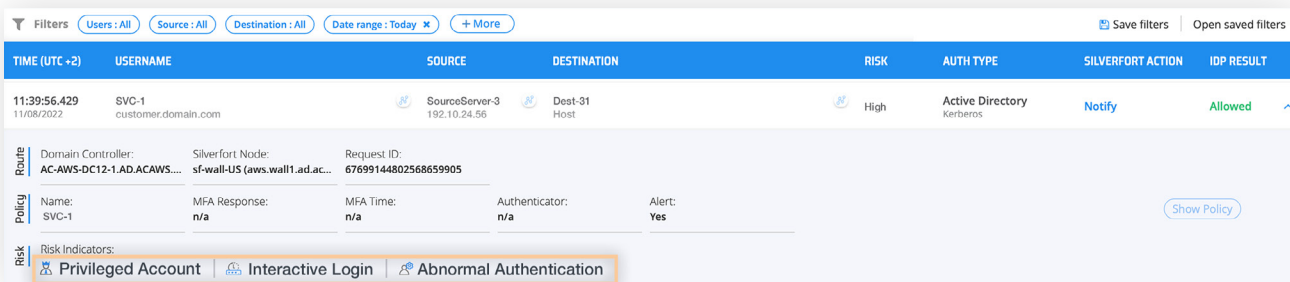 Filters Users : All Source : All Destination : All Date range : Today × + More Save filters Open saved filters
TIME (UTC +2) USERNAME SOURCE DESTINATION RISK AUTH TYPE SILVERFORT ACTION IDP RESULT
11:39:56.429 SVC-1 SourceServer-3 Dest-31 High Active Directory Notify Allowed
11/08/2022 customer.domain.com 192.10.24.56 Host Kerberos
Route
Domain Controller: Silverfort Node: Request ID:
AC-AWS-DC12-1.AD.ACAWS.... sf-wall-US (aws.wall1.ad.ac... 67699144802568659905
Policy
Name: MFA Response: MFA Time: Authenticator: Alert:
SVC-1 n/a n/a n/a Yes
Show Policy
Risk
Risk Indicators:
Privileged Account Interactive Login Abnormal Authentication